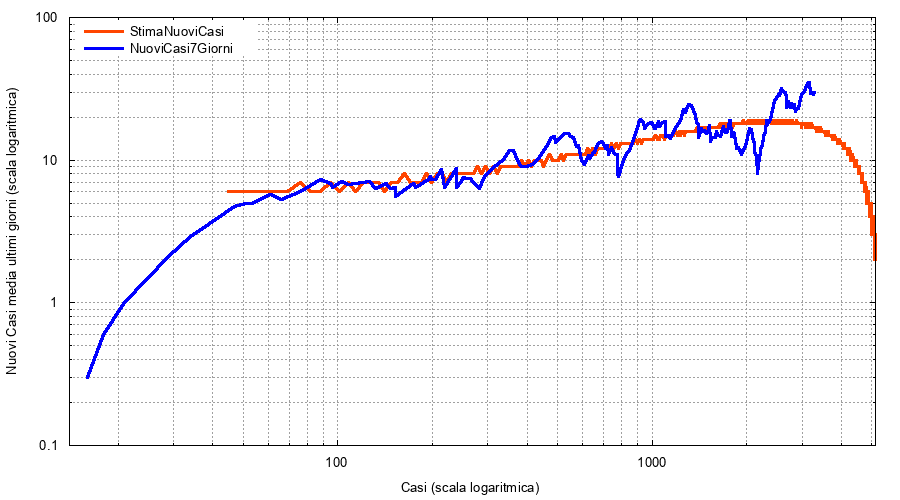 100
StimaNuoviCasi
NuoviCasi7Giorni
10
Nuovi Casi media ultimi giorni (scala logaritmica)
1
0.1
100
1000
Casi (scala logaritmica)